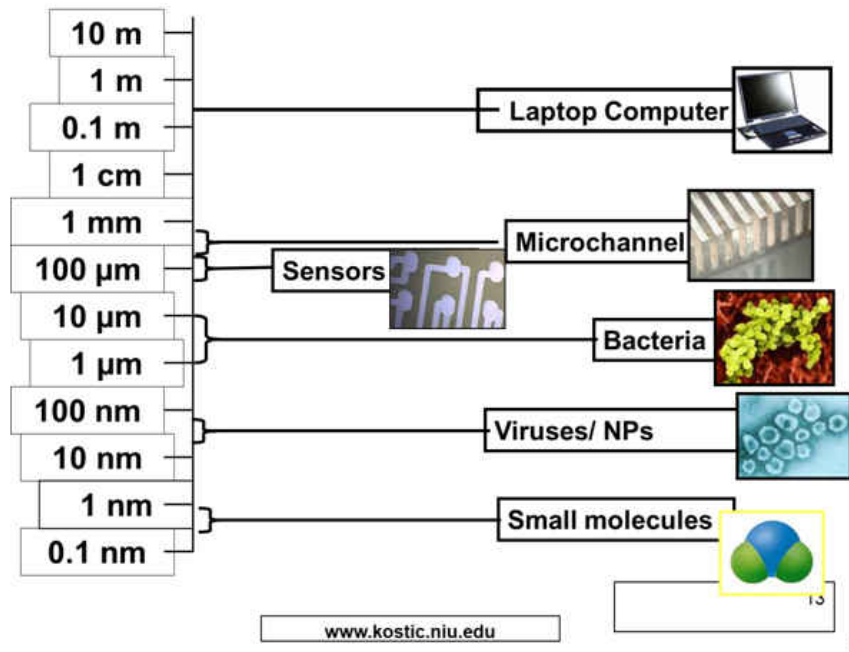 10 m
1 m
Laptop Computer
0.1 m
1 cm
1 mm
Microchannel
100 µm
Sensors
10 µm
Bacteria
1 µm
100 nm
Viruses/ NPs
10 nm
1 nm
Small molecules
0.1 nm
13
www.kostic.niu.edu